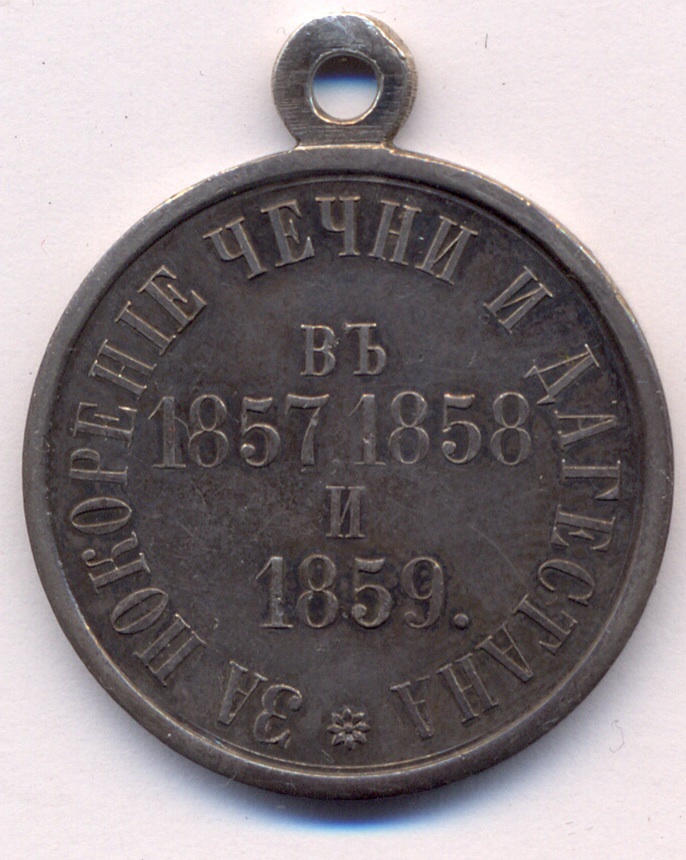 ЗА ПОКОРЕНІЕ ЧЕЧНИ И ДАГЕСТАНА
ВЪ
1857, 1858
И
1859.